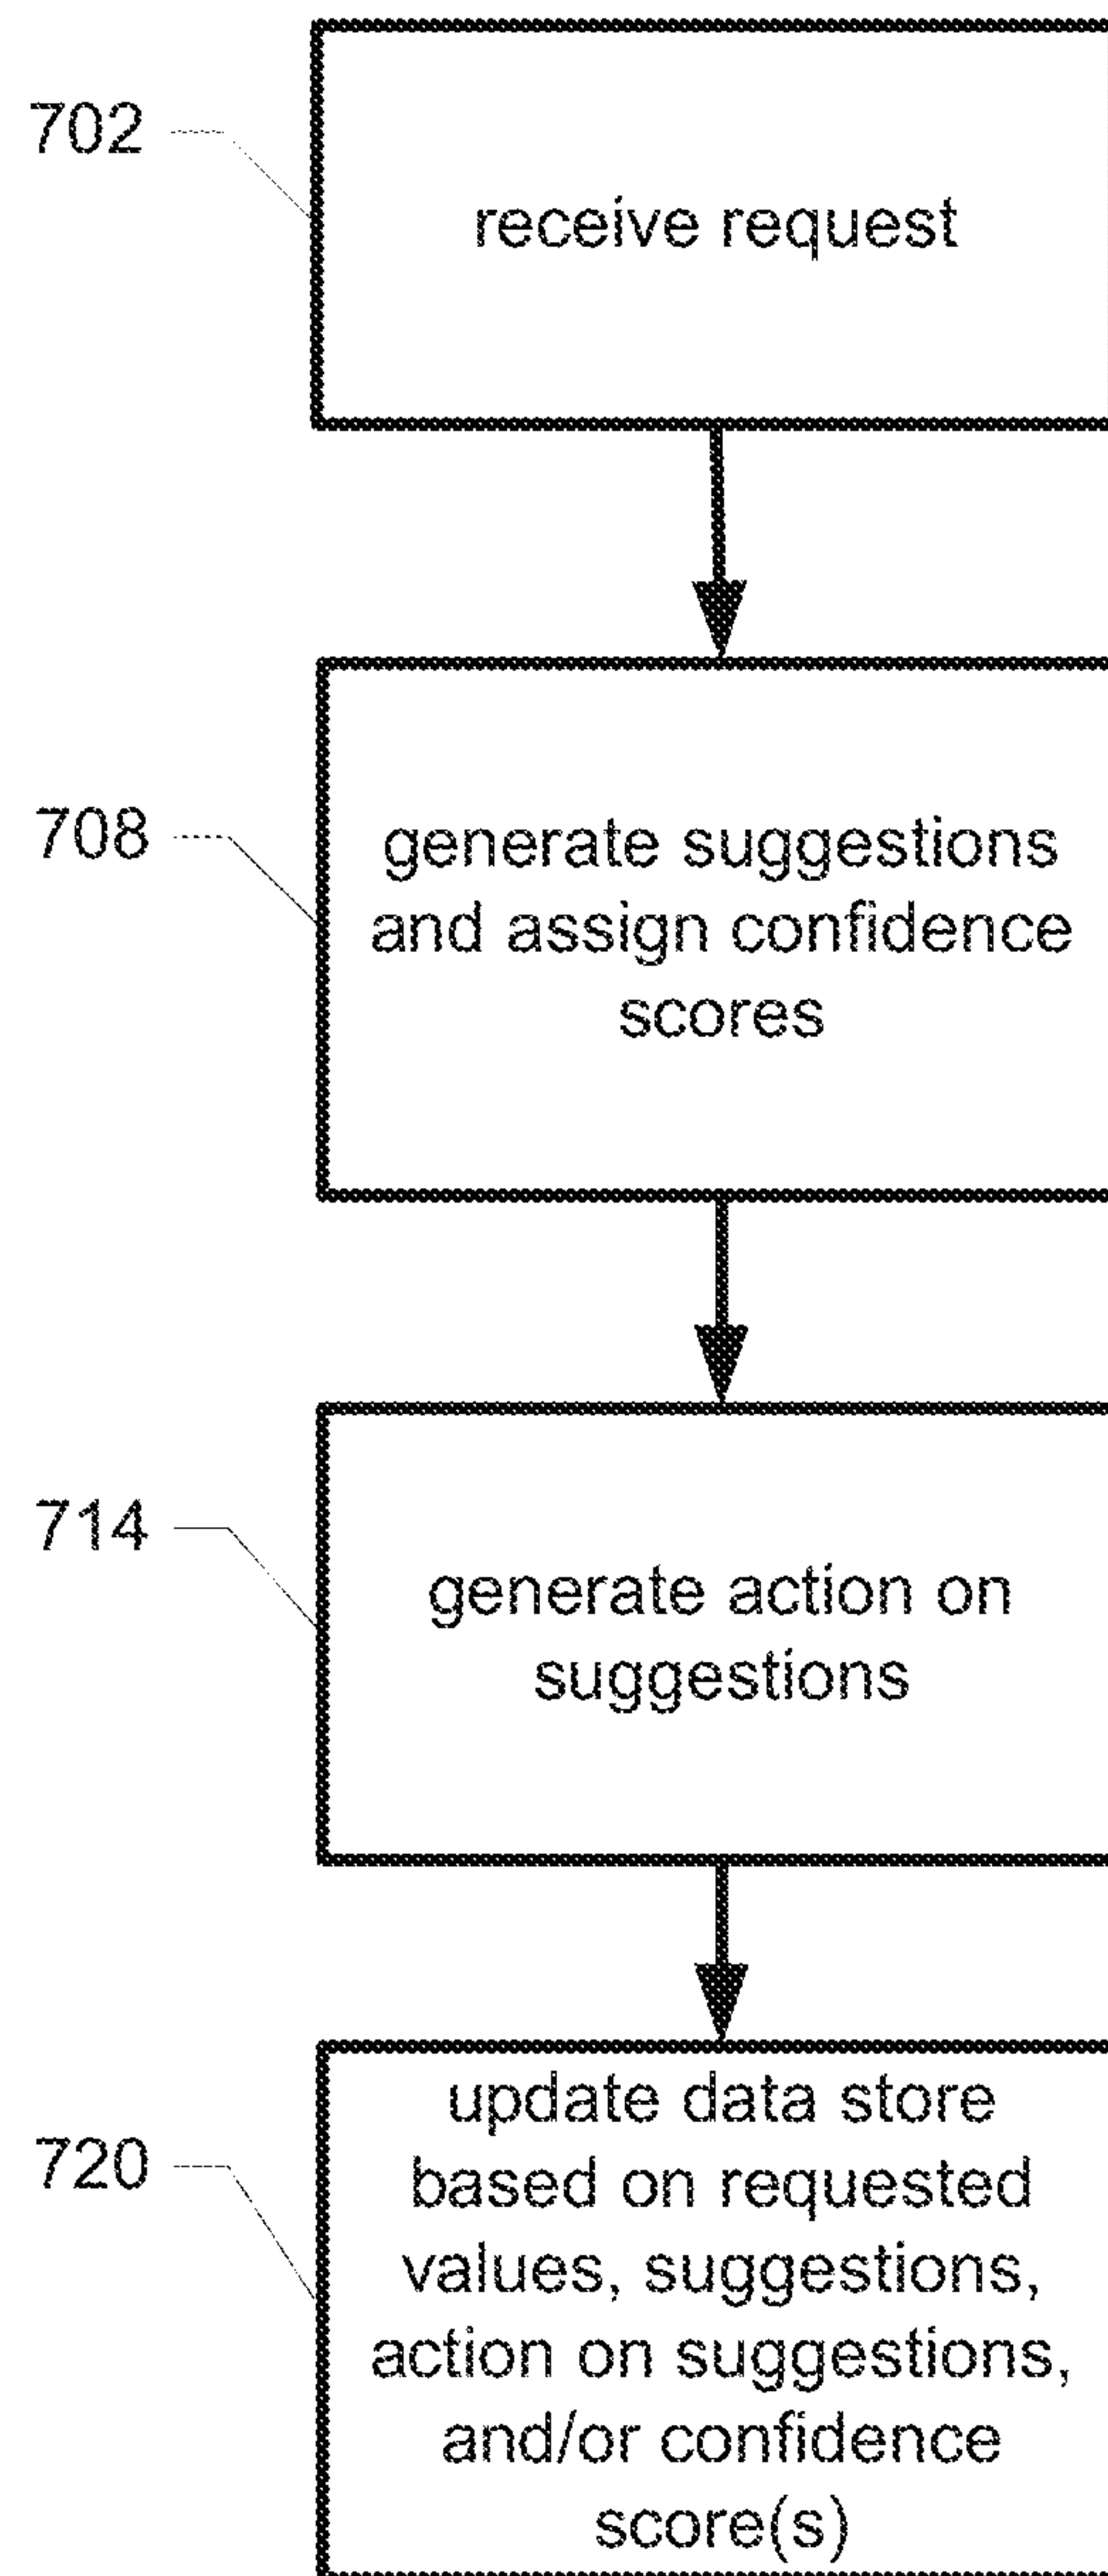 702
receive request
708
generate suggestions
and assign confidence
scores
714
generate action on
suggestions
720
update data store
based on requested
values, suggestions,
action on suggestions,
and/or confidence
score(s)